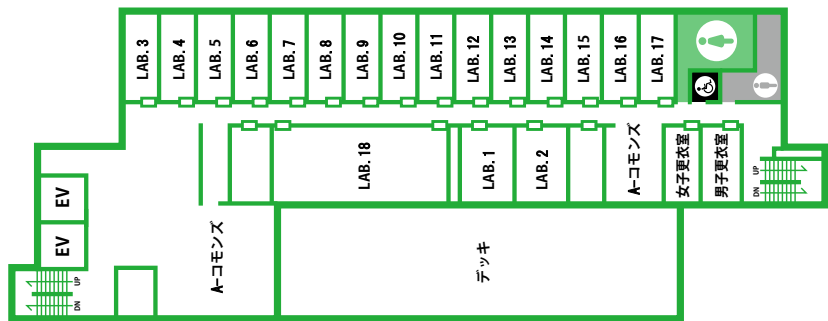 LAB. 3
LAB. 4
LAB. 5
LAB. 6
LAB. 7
LAB. 8
LAB. 9
LAB. 10
LAB. 11
LAB. 12
LAB. 13
LAB. 14
LAB. 15
LAB. 16
LAB. 17
LAB. 18
LAB. 1
LAB. 2
A-コモンズ
女子更衣室
男子更衣室
UP
DN
EV
EV
A-コモンズ
デッキ
UP
DN